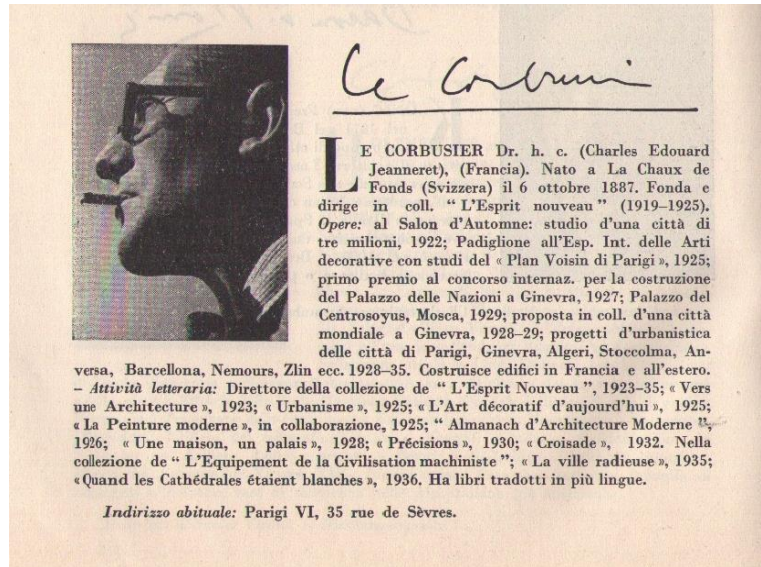 Le Corbusier
LE CORBUSIER Dr. h. c. (Charles Edouard
Jeanneret), (Francia). Nato a La Chaux de
Fonds (Svizzera) il 6 ottobre 1887. Fonda e
dirige in coll. “ L'Esprit nouveau ” (1919–1925).
Opere: al Salon d'Automne: studio d'una città di
tre milioni, 1922; Padiglione all'Esp. Int. delle Arti
decorative con studi del « Plan Voisin di Parigi », 1925;
primo premio al concorso internaz. per la costruzione
del Palazzo delle Nazioni a Ginevra, 1927; Palazzo del
Centrosoyus, Mosca, 1929; proposta in coll. d'una città
mondiale a Ginevra, 1928–29; progetti d'urbanistica
delle città di Parigi, Ginevra, Algeri, Stoccolma, An-
versa, Barcellona, Nemours, Zlin ecc. 1928–35. Costruisce edifici in Francia e all'estero.
– Attività letteraria: Direttore della collezione de “ L'Esprit Nouveau ”, 1923–35; « Vers
une Architecture », 1923; « Urbanisme », 1925; « L'Art décoratif d'aujourd'hui », 1925;
« La Peinture moderne », in collaborazione, 1925; “ Almanach d'Architecture Moderne ”,
1926; « Une maison, un palais », 1928; « Précisions », 1930; « Croisade », 1932. Nella
collezione de “ L'Equipement de la Civilisation machiniste ”; « La ville radieuse », 1935;
« Quand les Cathédrales étaient blanches », 1936. Ha libri tradotti in più lingue.
Indirizzo abituale: Parigi VI, 35 rue de Sèvres.